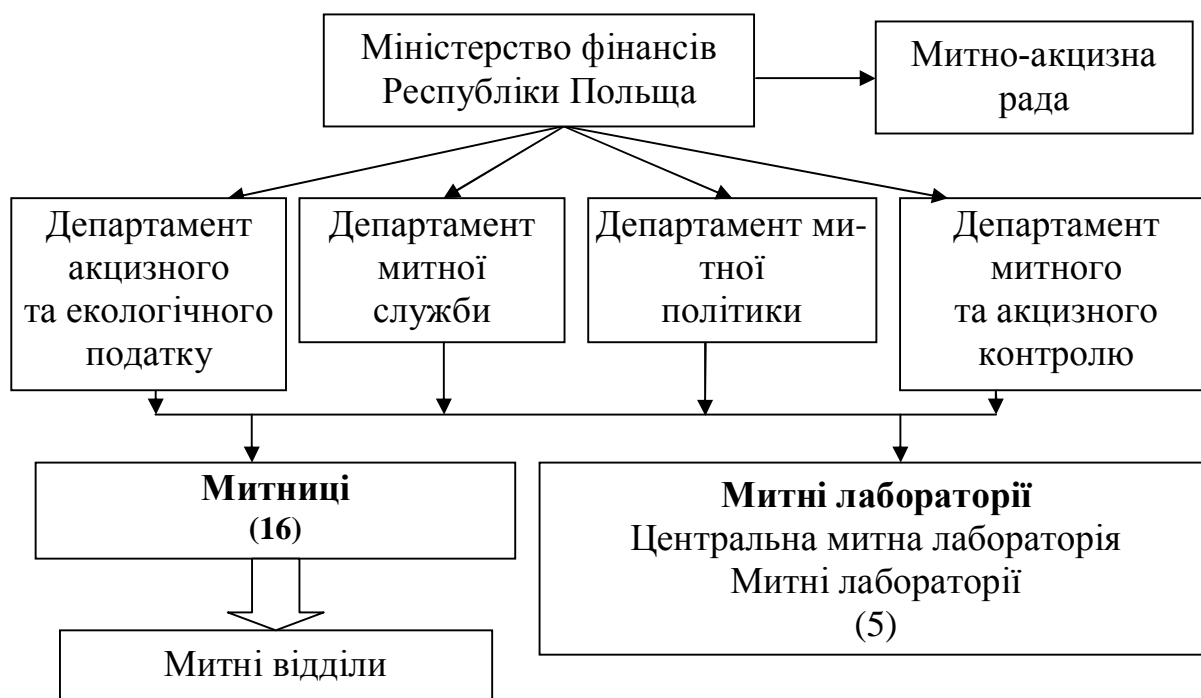 Міністерство фінансів
Республіки Польща
Митно-акцизна
рада
Департамент
акцизного
та екологічного
податку
Департамент
митної
служби
Департамент ми-
тної
політики
Департамент
митного
та акцизного
контролю
Митниці
(16)
Митні лабораторії
Центральна митна лабораторія
Митні лабораторії
(5)
Митні відділи